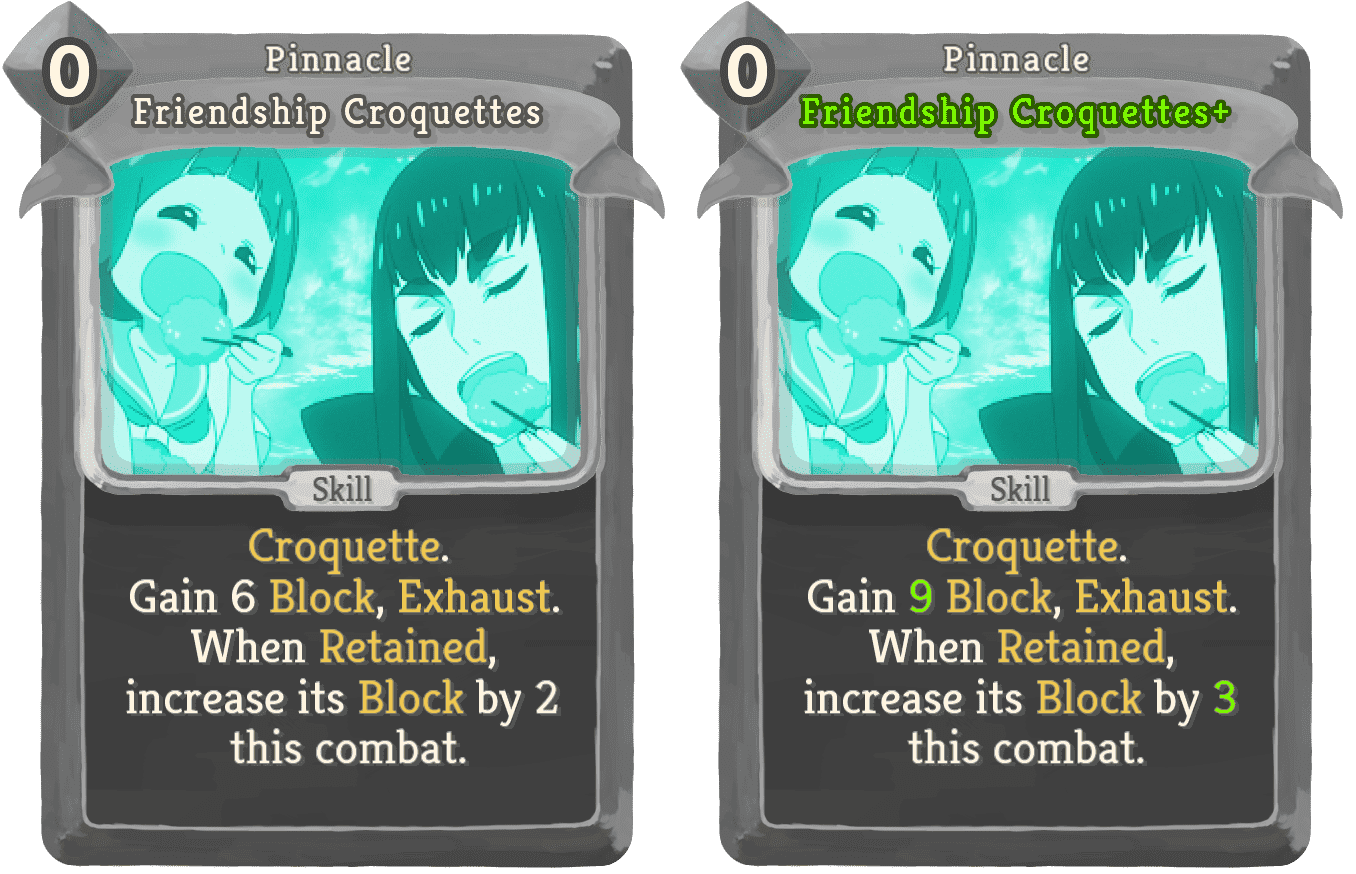 0
Pinnacle
Friendship Croquettes
Skill
Croquette.
Gain 6 Block, Exhaust.
When Retained,
increase its Block by 2
this combat.
0
Pinnacle
Friendship Croquettes+
Skill
Croquette.
Gain 9 Block, Exhaust.
When Retained,
increase its Block by 3
this combat.